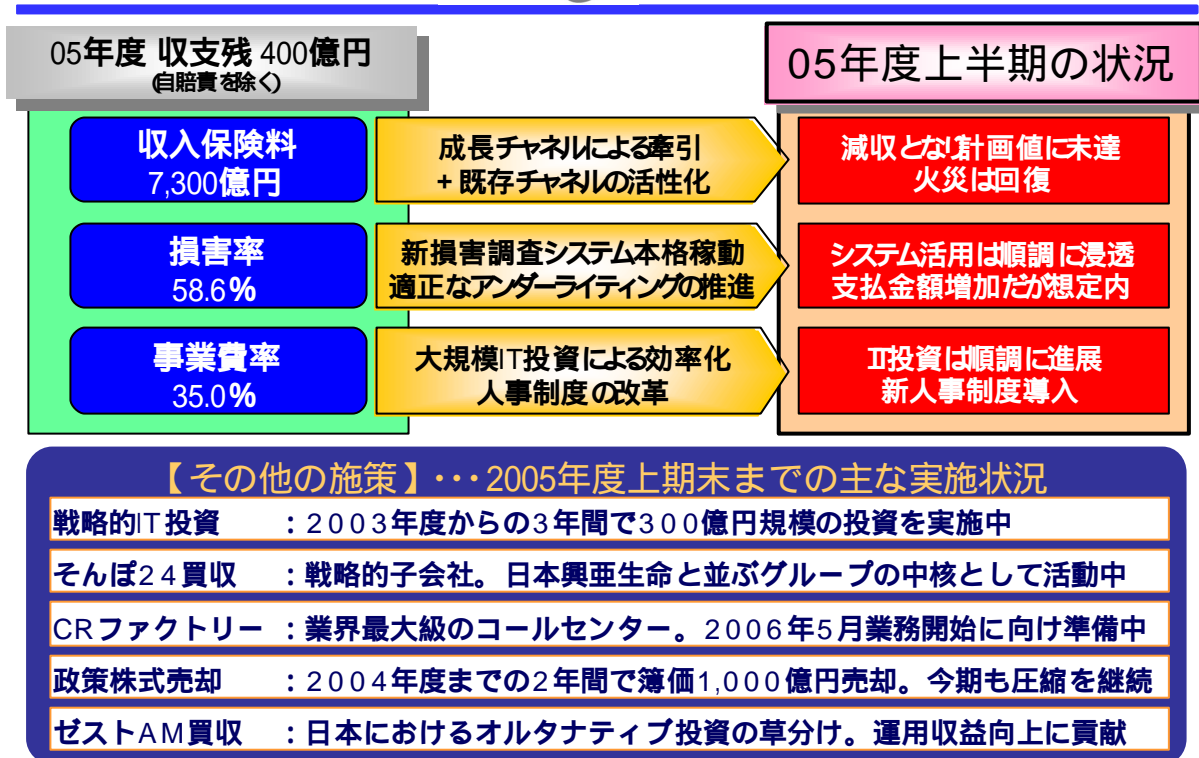 05年度 収支残 400億円
(自賠責を除く)
05年度上半期の状況
収入保険料
7,300億円
成長チャネルによる牽引
+既存チャネルの活性化
減収となり計画値に未達
火災は回復
損害率
58.6%
新損害調査システム本格稼動
適正なアンダーライティングの推進
システム活用は順調に浸透
支払金額増加だが想定内
事業費率
35.0%
大規模IT投資による効率化
人事制度の改革
IT投資は順調に進展
新人事制度導入
【その他の施策】・・・2005年度上期末までの主な実施状況
戦略的IT投資 :2003年度からの3年間で300億円規模の投資を実施中
そんぽ24買収 :戦略的子会社。日本興亜生命と並ぶグループの中核として活動中
CRファクトリー :業界最大級のコールセンター。2006年5月業務開始に向け準備中
政策株式売却 :2004年度までの2年間で簿価1,000億円売却。今期も圧縮を継続
ゼストAM買収 :日本におけるオルタナティブ投資の草分け。運用収益向上に貢献